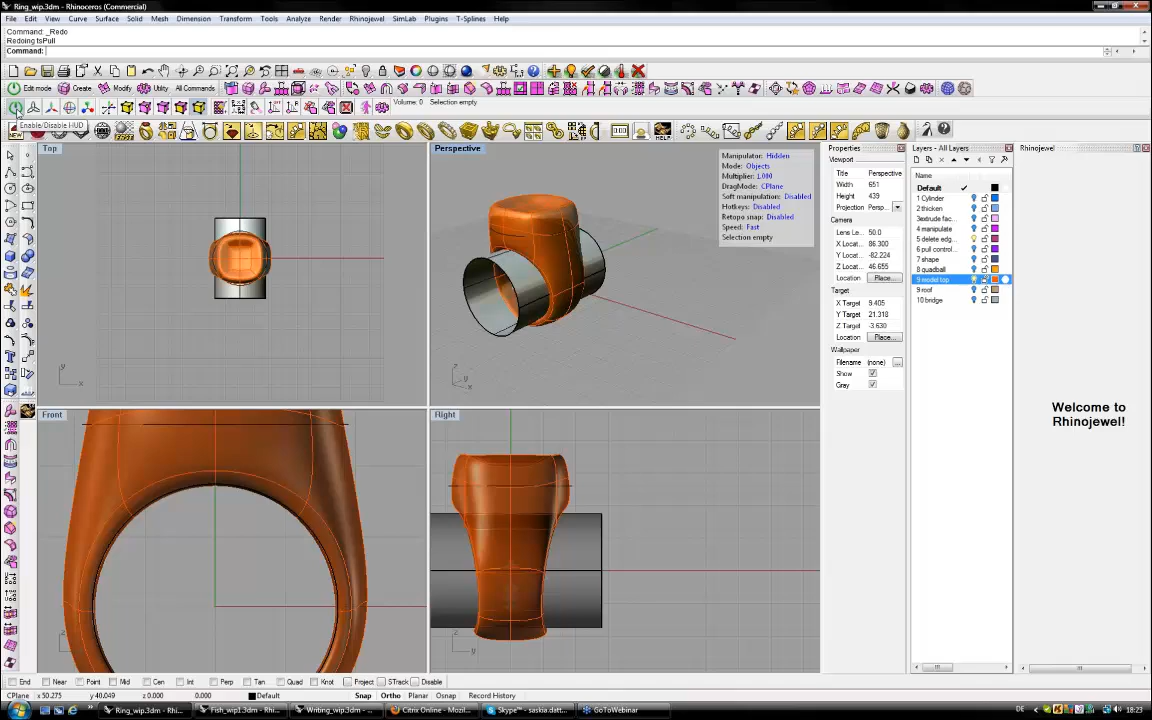 Ring_wip.3dm - Rhinoceros (Commercial)
File Edit View Curve Surface Solid Mesh Dimension Transform Tools Analyze Render Rhinojewel SimLab Plugins T-Splines Help
Command: _Redo
Redoing tsPull
Command:
Edit mode Create Modify Utility All Commands
Volume: 0 Selection empty
Enable/Disable HUD
HELP
Top
Perspective
Manipulator: Hidden
Mode: Objects
Multiplier: 1.000
DragMode: CPlane
Soft manipulation: Disabled
Hotkeys: Disabled
Retopo snap: Disabled
Speed: Fast
Selection empty
y
x
z
y
x
Front
Right
z
x
z
y
Properties
Viewport
Title Perspective
Width 651
Height 439
Projection Persp...
Camera
Lens Le... 50.0
X Locat... 86.300
Y Locat... -82.224
Z Locat... 46.655
Location Place...
Target
X Target 9.405
Y Target 21.318
Z Target -3.630
Location Place...
Wallpaper
Filename (none) ...
Show
Gray
Layers - All Layers
Name
Default
1 Cylinder
2 thicken
3extrude fac...
4 manipulate
5 delete edg...
6 pull control...
7 shape
8 quadball
9 model top
9 roof
10 bridge
Rhinojewel
Welcome to
Rhinojewel!
End Near Point Mid Cen Int Perp Tan Quad Knot Project STrack Disable
CPlane x 50.275 y 40.049 z 0.000 0.000 Default Snap Ortho Planar Osnap Record History
Ring_wip.3dm - Rhi... Fish_wip1.3dm - Rhi... Writing_wip.3dm - ... Citrix Online - Mozil... Skype™ - saskia.datt... GoToWebinar DE 18:23